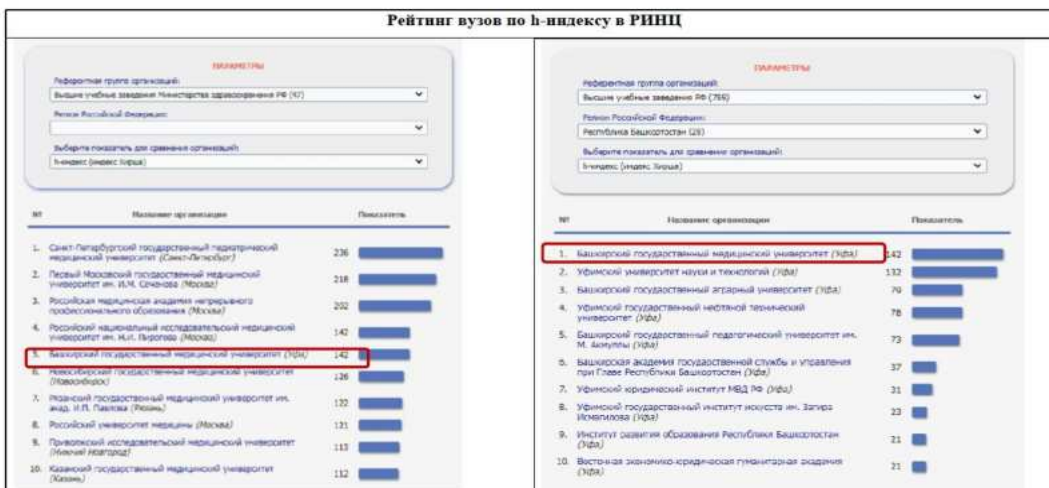 Рейтинг вузов по h-индексу в РИНЦ
ПАРАМЕТРЫ
Референтная группа организаций:
Высшие учебные заведения Министерства здравоохранения РФ (47)
Регион Российской Федерации:
Выберите показатель для сравнения организаций:
h-индекс (индекс Хирша)
№ Название организации Показатель
1. Санкт-Петербургский государственный педиатрический
медицинский университет (Санкт-Петербург) 236
2. Первый Московский государственный медицинский
университет им. И.М. Сеченова (Москва) 218
3. Российская медицинская академия непрерывного
профессионального образования (Москва) 202
4. Российский национальный исследовательский медицинский
университет им. Н.И. Пирогова (Москва) 142
5. Башкирский государственный медицинский университет (Уфа) 142
6. Новосибирский государственный медицинский университет
(Новосибирск) 126
7. Рязанский государственный медицинский университет им.
акад. И.П. Павлова (Рязань) 122
8. Российский университет медицины (Москва) 121
9. Приволжский исследовательский медицинский университет
(Нижний Новгород) 113
10. Казанский государственный медицинский университет
(Казань) 112
ПАРАМЕТРЫ
Референтная группа организаций:
Высшие учебные заведения РФ (766)
Регион Российской Федерации:
Республика Башкортостан (28)
Выберите показатель для сравнения организаций:
h-индекс (индекс Хирша)
№ Название организации Показатель
1. Башкирский государственный медицинский университет (Уфа) 142
2. Уфимский университет науки и технологий (Уфа) 132
3. Башкирский государственный аграрный университет (Уфа) 79
4. Уфимский государственный нефтяной технический
университет (Уфа) 78
5. Башкирский государственный педагогический университет им.
М. Акмуллы (Уфа) 73
6. Башкирская академия государственной службы и управления
при Главе Республики Башкортостан (Уфа) 37
7. Уфимский юридический институт МВД РФ (Уфа) 31
8. Уфимский государственный институт искусств им. Загира
Исмагилова (Уфа) 23
9. Институт развития образования Республики Башкортостан
(Уфа) 21
10. Восточная экономико-юридическая гуманитарная академия
(Уфа) 21